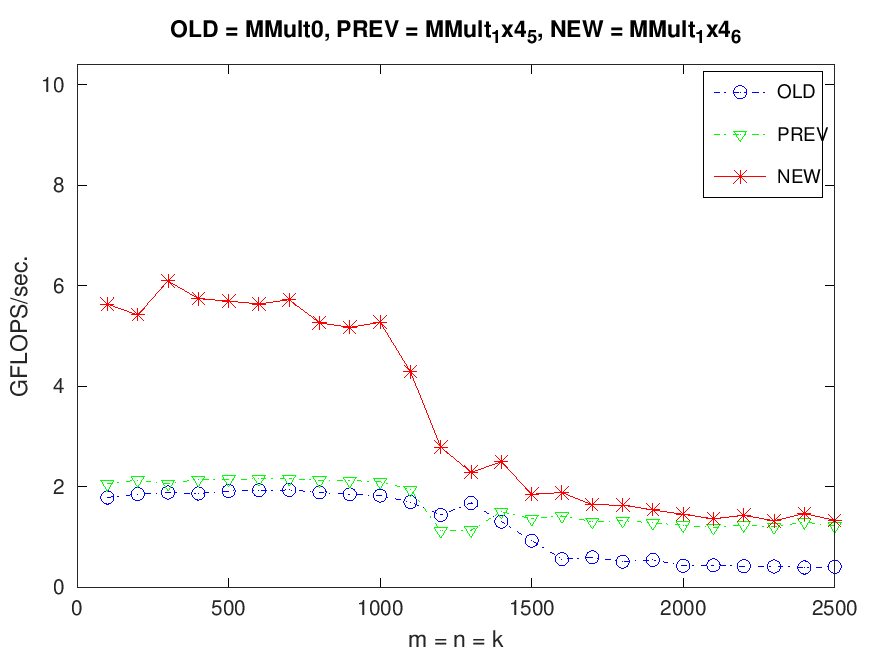 OLD = MMult0, PREV = MMult₁x4₅, NEW = MMult₁x4₆
10
8
6
4
2
0
GFLOPS/sec.
OLD
PREV
NEW
0 500 1000 1500 2000 2500
m = n = k